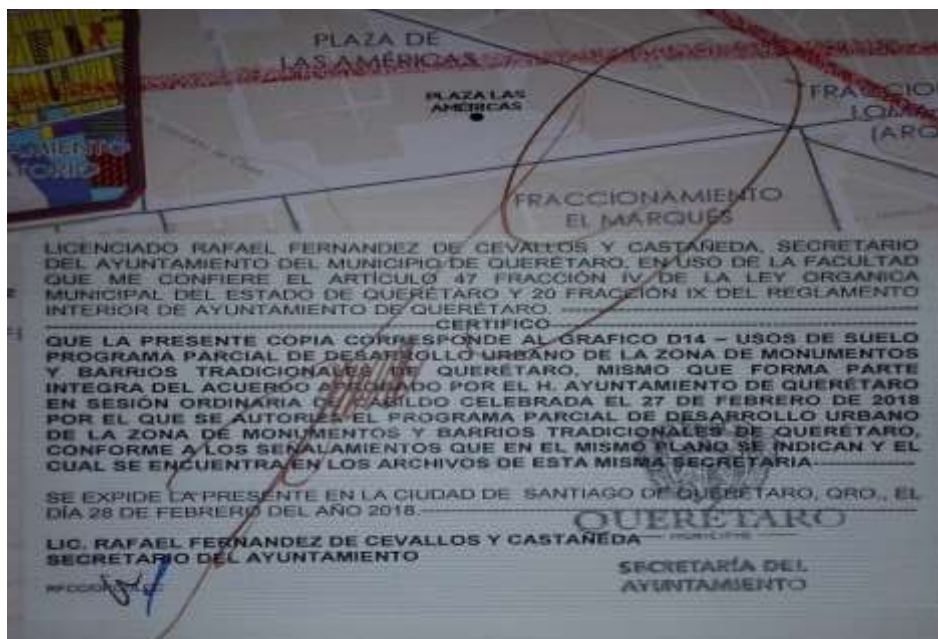 PLAZA DE
LAS AMÉRICAS
PLAZA LAS
AMÉRICAS
FRACCIONAMIENTO
EL MARQUÉS
LICENCIADO RAFAEL FERNANDEZ DE CEVALLOS Y CASTAÑEDA, SECRETARIO
DEL AYUNTAMIENTO DEL MUNICIPIO DE QUERÉTARO, EN USO DE LA FACULTAD
QUE ME CONFIERE EL ARTÍCULO 47 FRACCIÓN IV DE LA LEY ORGANICA
MUNICIPAL DEL ESTADO DE QUERÉTARO Y 20 FRACCIÓN IX DEL REGLAMENTO
INTERIOR DE AYUNTAMIENTO DE QUERÉTARO.
CERTIFICO
QUE LA PRESENTE COPIA CORRESPONDE AL GRAFICO D14 – USOS DE SUELO
PROGRAMA PARCIAL DE DESARROLLO URBANO DE LA ZONA DE MONUMENTOS
Y BARRIOS TRADICIONALES DE QUERETARO, MISMO QUE FORMA PARTE
INTEGRA DEL ACUERDO APROBADO POR EL H. AYUNTAMIENTO DE QUERÉTARO
EN SESIÓN ORDINARIA DE CABILDO CELEBRADA EL 27 DE FEBRERO DE 2018
POR EL QUE SE AUTORIZA EL PROGRAMA PARCIAL DE DESARROLLO URBANO
DE LA ZONA DE MONUMENTOS Y BARRIOS TRADICIONALES DE QUERETARO,
CONFORME A LOS SEÑALAMIENTOS QUE EN EL MISMO PLANO SE INDICAN Y EL
CUAL SE ENCUENTRA EN LOS ARCHIVOS DE ESTA MISMA SECRETARIA
SE EXPIDE LA PRESENTE EN LA CIUDAD DE SANTIAGO DE QUERÉTARO, QRO., EL
DÍA 28 DE FEBRERO DEL AÑO 2018.
QUERÉTARO
MUNICIPIO
LIC. RAFAEL FERNANDEZ DE CEVALLOS Y CASTAÑEDA
SECRETARIO DEL AYUNTAMIENTO
SECRETARÍA DEL
AYUNTAMIENTO